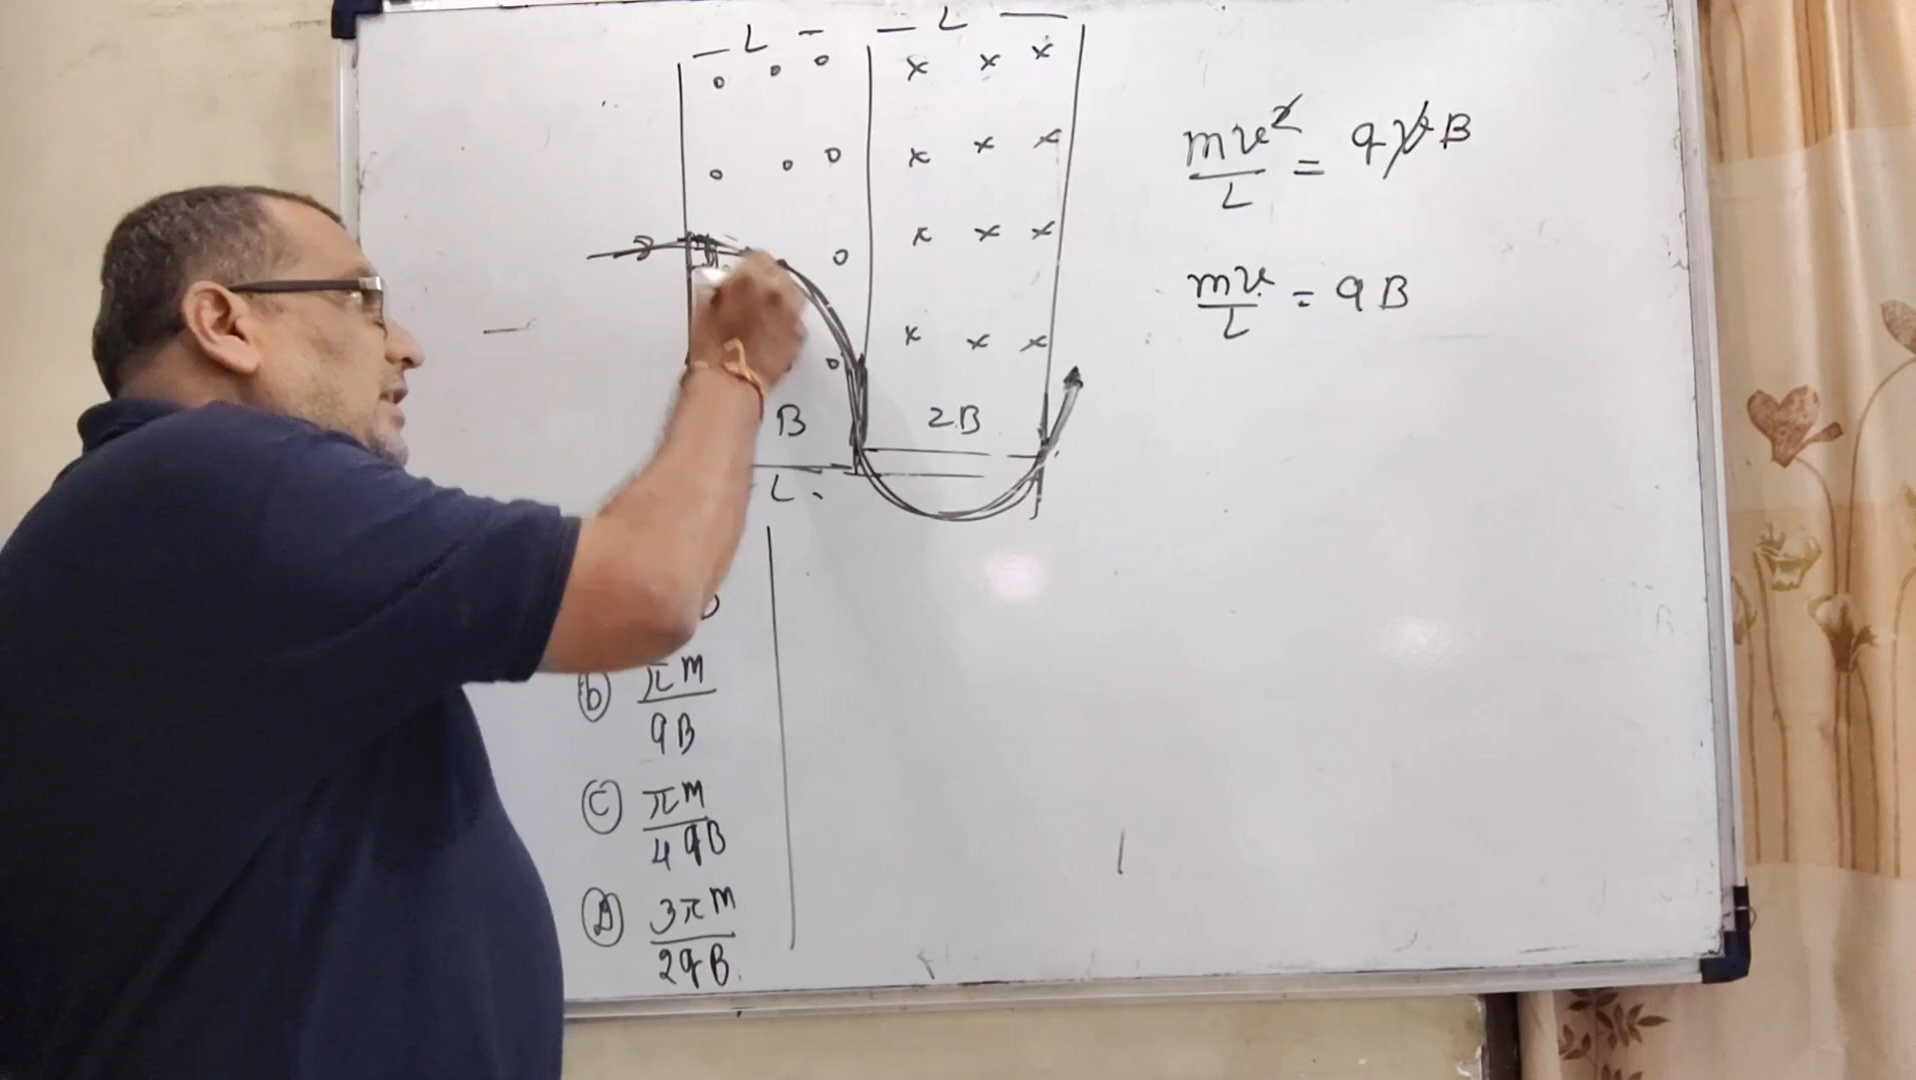 L L
mv² = qvB
L
mv = qB
L
B 2B
L
(b) πm
qB
(c) πm
4qB
(d) 3πm
2qB.